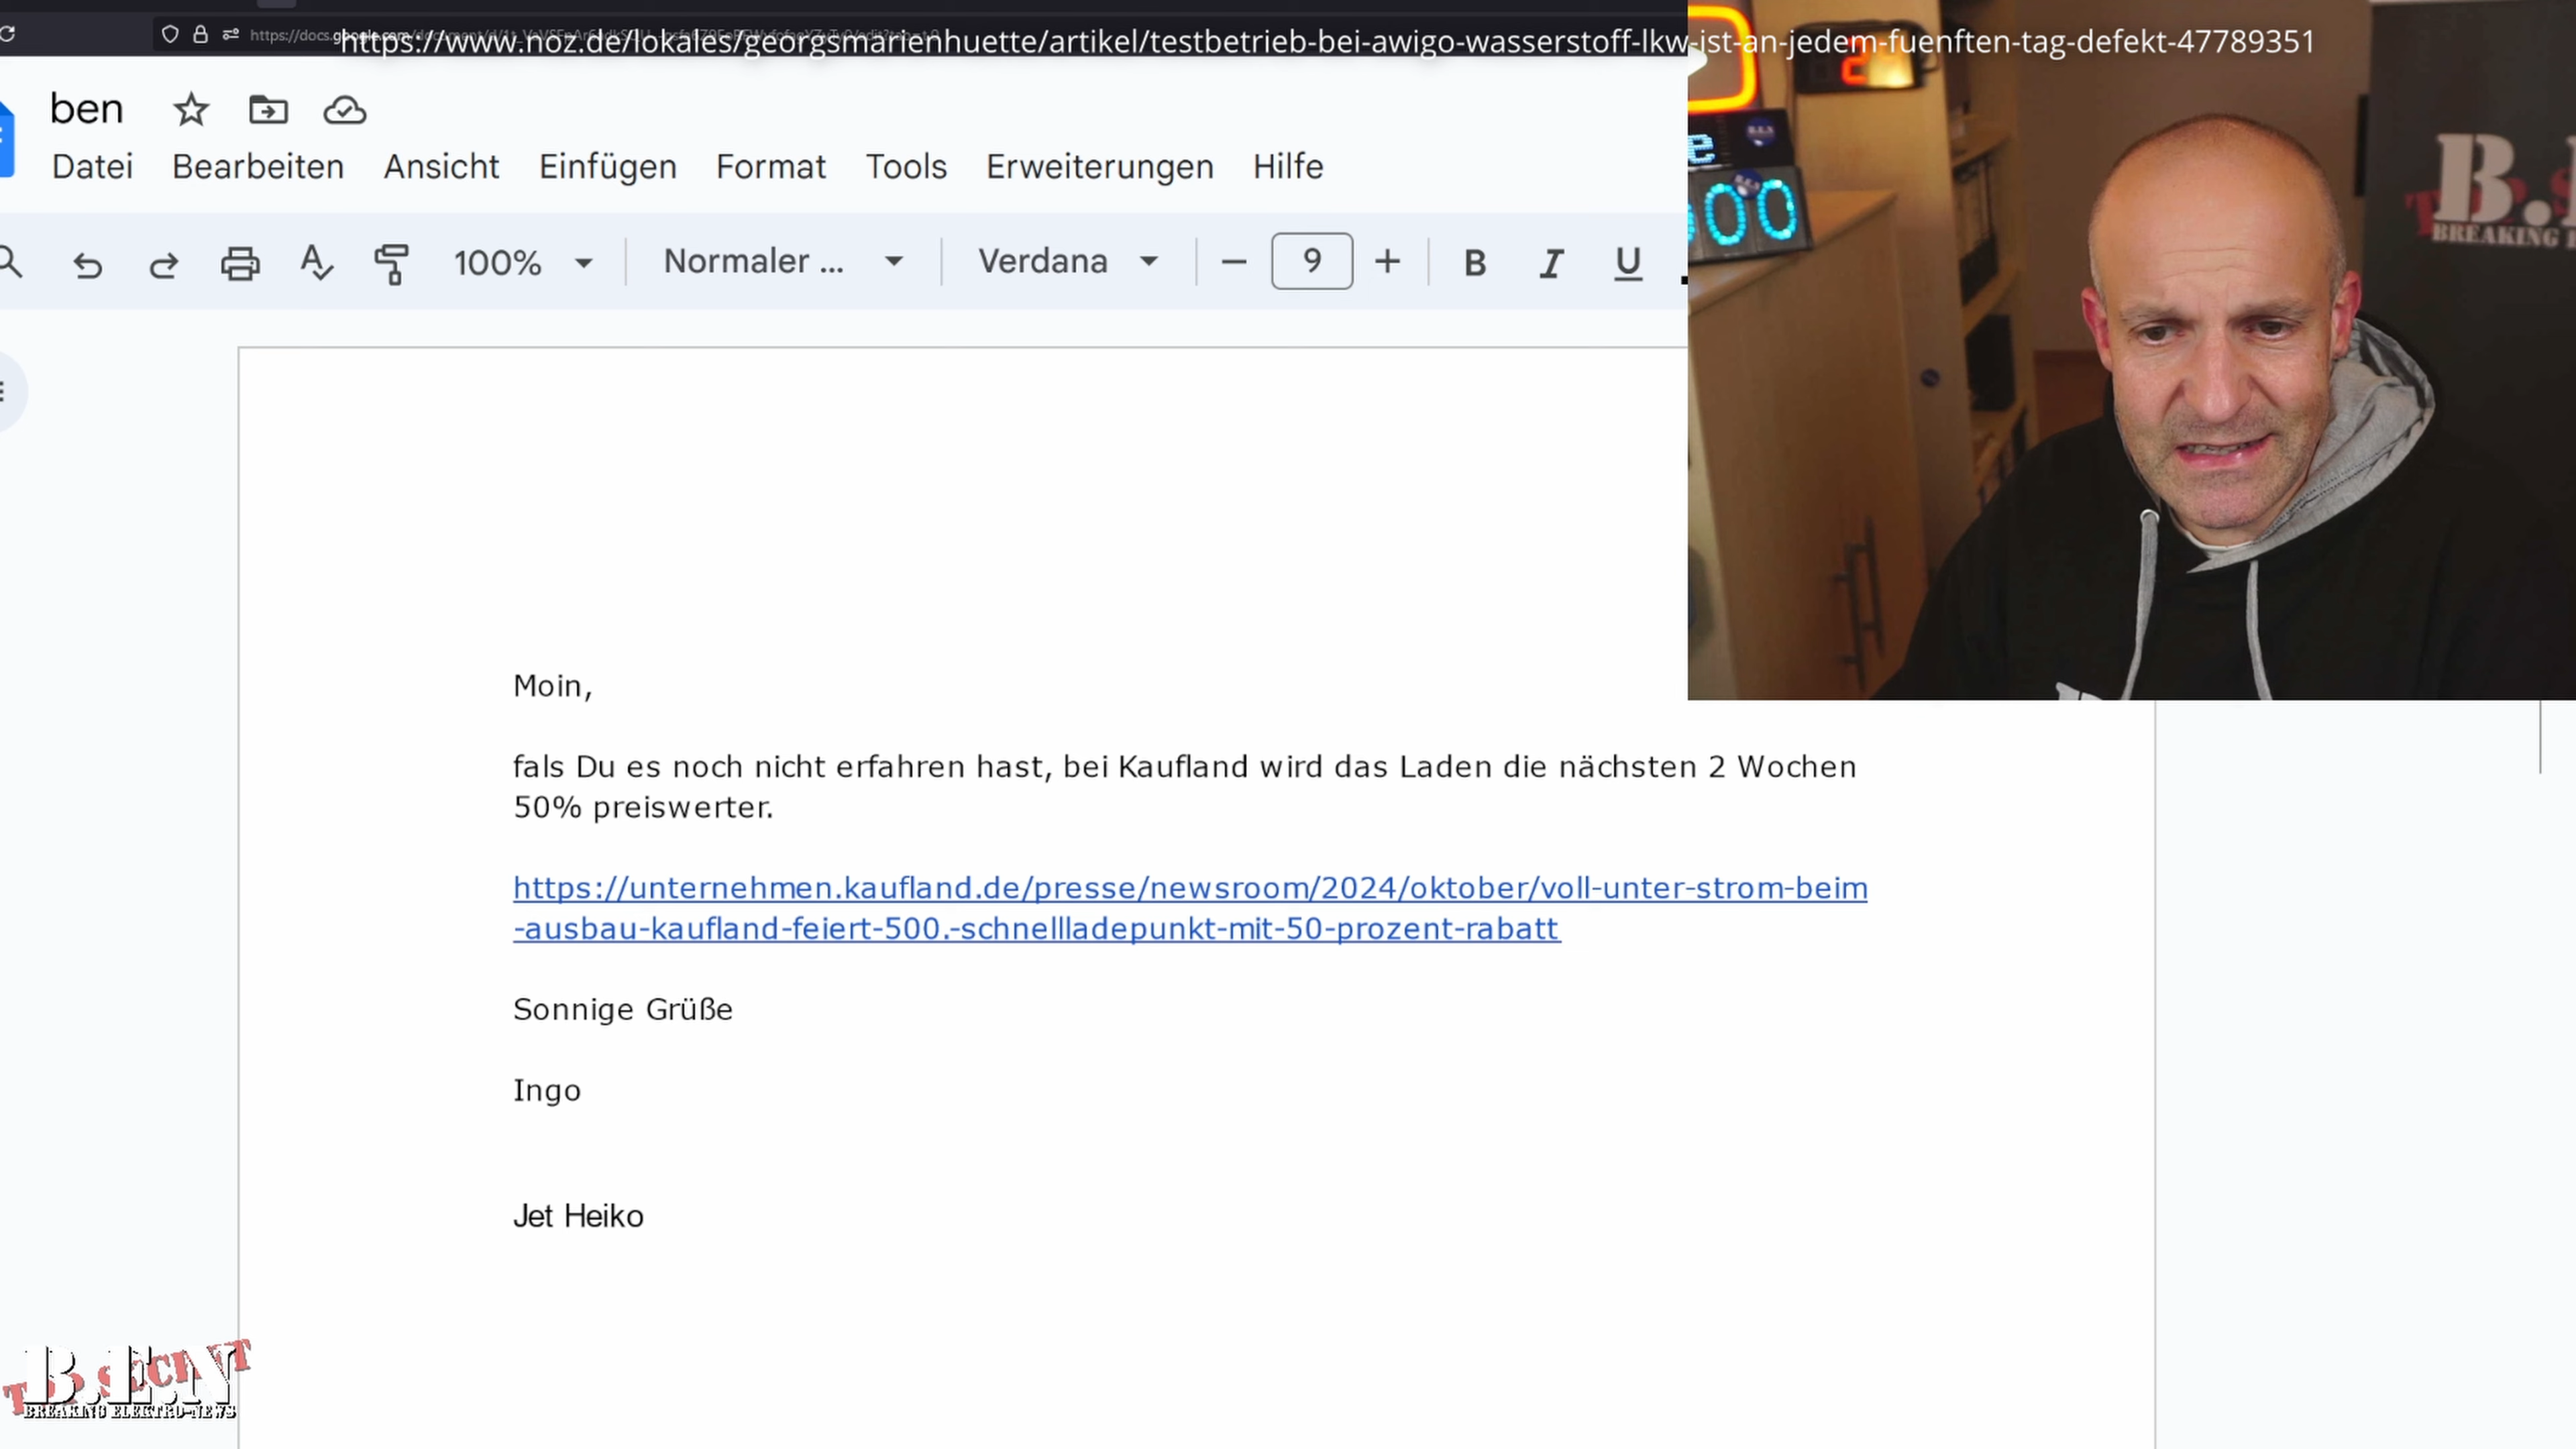 https://www.noz.de/lokales/georgsmarienhuette/artikel/testbetrieb-bei-awigo-wasserstoff-lkw-ist-an-jedem-fuenften-tag-defekt-47789351
ben
Datei Bearbeiten Ansicht Einfügen Format Tools Erweiterungen Hilfe
100% Normaler ... Verdana 9 B I U
Moin,
fals Du es noch nicht erfahren hast, bei Kaufland wird das Laden die nächsten 2 Wochen
50% preiswerter.
https://unternehmen.kaufland.de/presse/newsroom/2024/oktober/voll-unter-strom-beim
-ausbau-kaufland-feiert-500.-schnellladepunkt-mit-50-prozent-rabatt
Sonnige Grüße
Ingo
Jet Heiko
B.E.N
BREAKING ELEKTRO-NEWS
B.
BREAKING
00